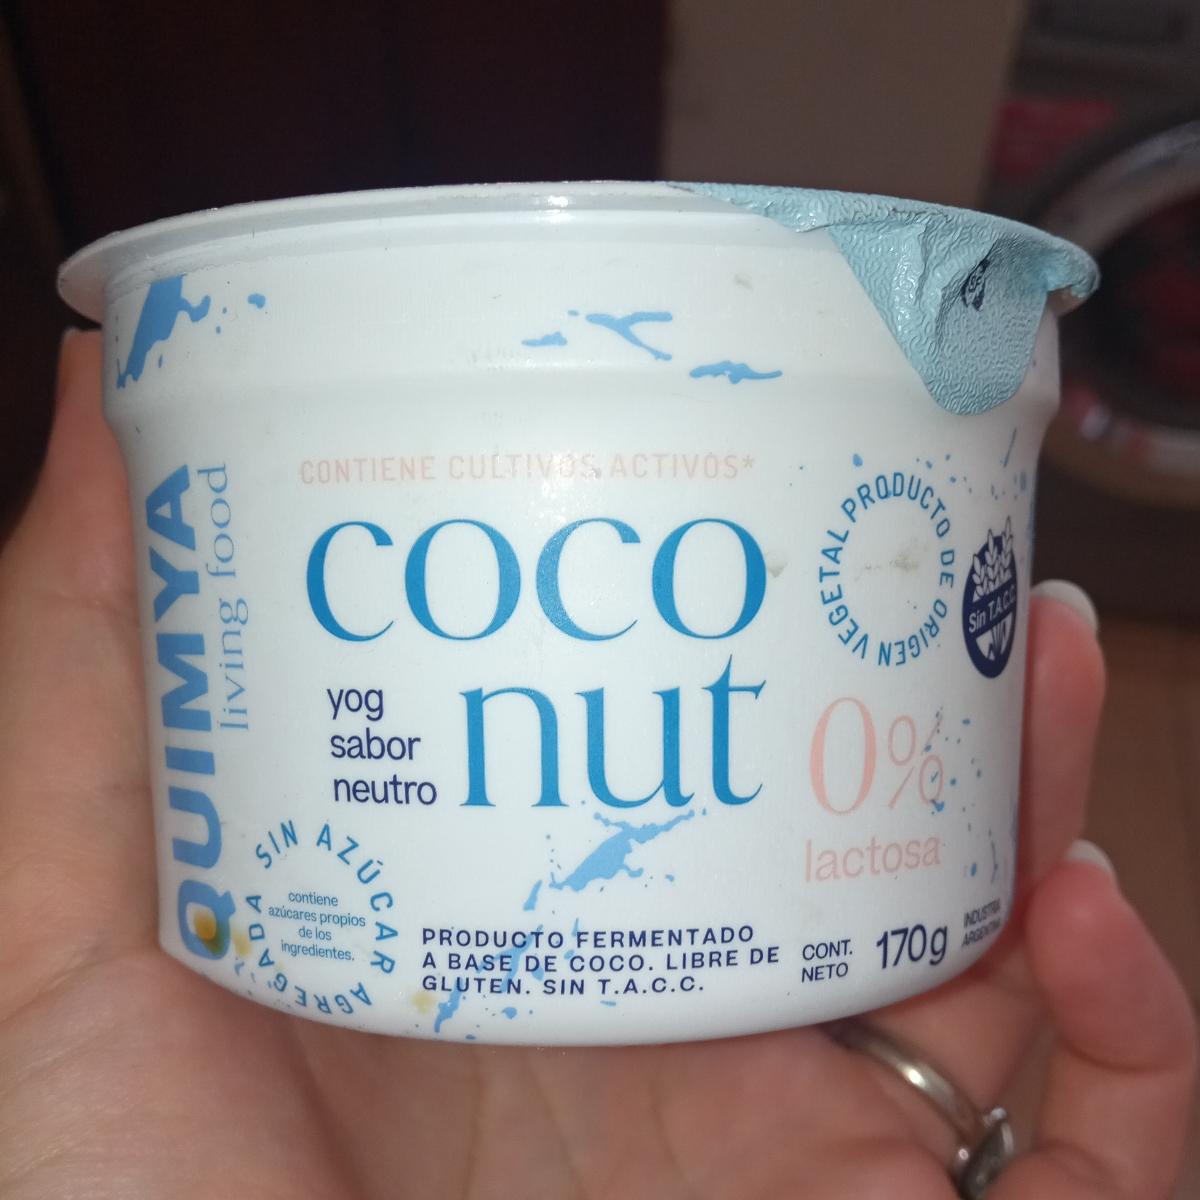 QUIMYA
living food
CONTIENE CULTIVOS ACTIVOS*
coco
nut
yog
sabor
neutro
PRODUCTO DE ORIGEN VEGETAL
Sin T.A.C.C.
0%
lactosa
SIN AZÚCAR AGREGADA
contiene
azúcares propios
de los
ingredientes.
PRODUCTO FERMENTADO
A BASE DE COCO. LIBRE DE
GLUTEN. SIN T.A.C.C.
CONT.
NETO
170g
INDUSTRIA
ARGENTINA